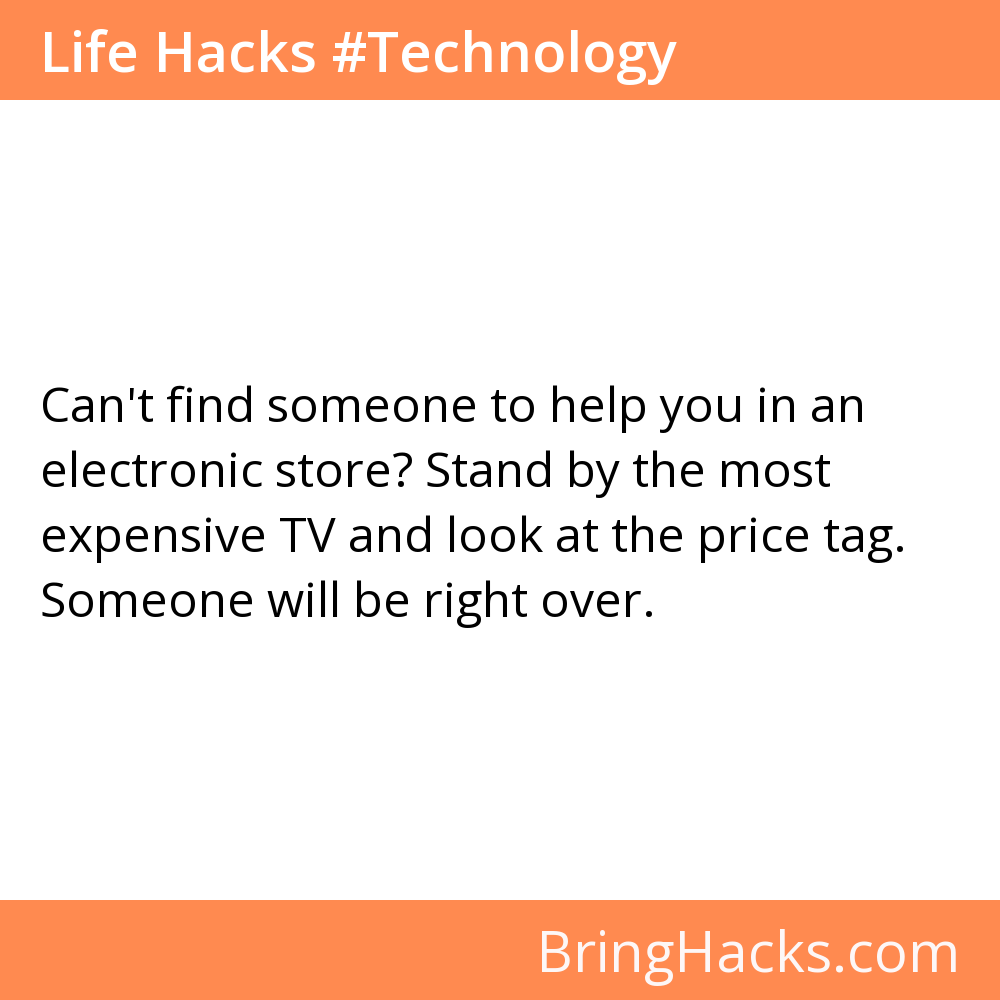 Life Hacks #Technology
Can't find someone to help you in an
electronic store? Stand by the most
expensive TV and look at the price tag.
Someone will be right over.
BringHacks.com